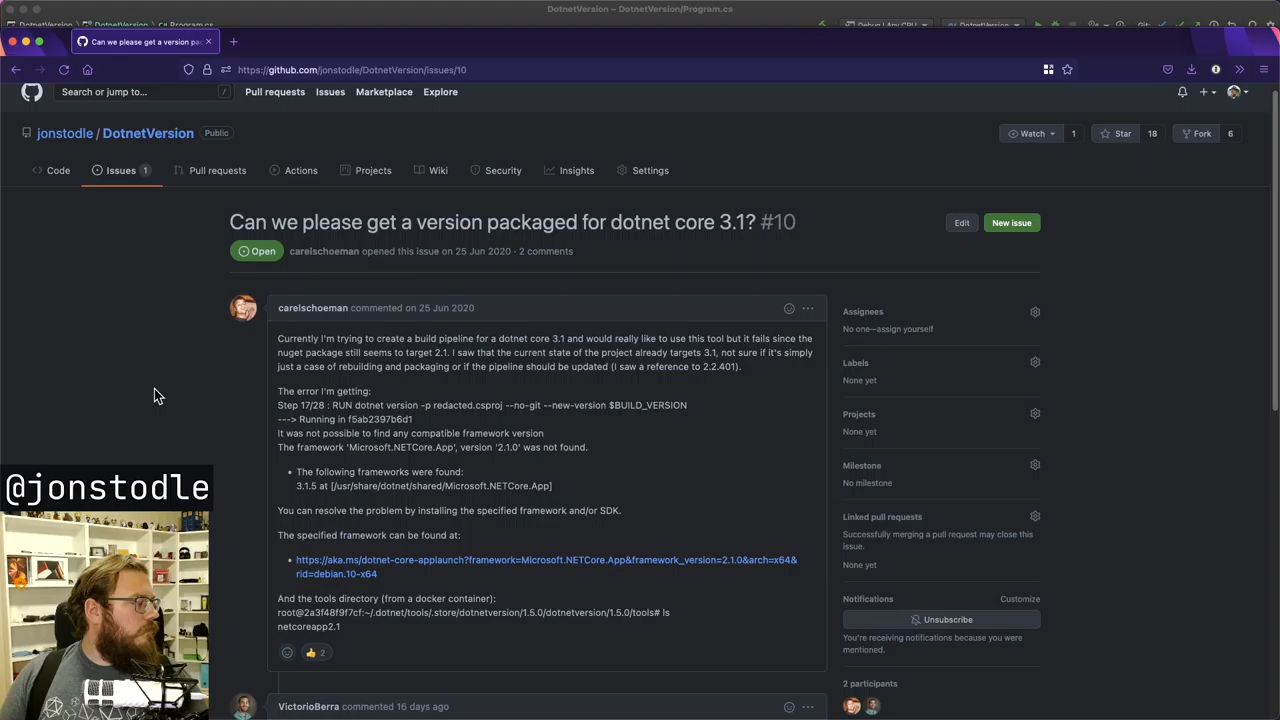 DotnetVersion – DotnetVersion/Program.cs
DotnetVersion
DotnetVersion
Program.cs
Debug | Any CPU
DotnetVersion
Can we please get a version pac
https://github.com/jonstodle/DotnetVersion/issues/10
Search or jump to...
/
Pull requests
Issues
Marketplace
Explore
jonstodle / DotnetVersion
Public
Watch
1
Star
18
Fork
6
Code
Issues
1
Pull requests
Actions
Projects
Wiki
Security
Insights
Settings
Can we please get a version packaged for dotnet core 3.1? #10
Edit
New issue
Open
carelschoeman opened this issue on 25 Jun 2020 · 2 comments
carelschoeman commented on 25 Jun 2020
Currently I'm trying to create a build pipeline for a dotnet core 3.1 and would really like to use this tool but it fails since the
nuget package still seems to target 2.1. I saw that the current state of the project already targets 3.1, not sure if it's simply
just a case of rebuilding and packaging or if the pipeline should be updated (I saw a reference to 2.2.401).
The error I'm getting:
Step 17/28 : RUN dotnet version -p redacted.csproj --no-git --new-version $BUILD_VERSION
---> Running in f5ab2397b6d1
It was not possible to find any compatible framework version
The framework 'Microsoft.NETCore.App', version '2.1.0' was not found.
• The following frameworks were found:
3.1.5 at [/usr/share/dotnet/shared/Microsoft.NETCore.App]
You can resolve the problem by installing the specified framework and/or SDK.
The specified framework can be found at:
• https://aka.ms/dotnet-core-applaunch?framework=Microsoft.NETCore.App&framework_version=2.1.0&arch=x64&
rid=debian.10-x64
And the tools directory (from a docker container):
root@2a3f48f9f7cf:~/.dotnet/tools/.store/dotnetversion/1.5.0/dotnetversion/1.5.0/tools# ls
netcoreapp2.1
👍 2
VictorioBerra commented 16 days ago
Assignees
No one—assign yourself
Labels
None yet
Projects
None yet
Milestone
No milestone
Linked pull requests
Successfully merging a pull request may close this
issue.
None yet
Notifications
Customize
Unsubscribe
You're receiving notifications because you were
mentioned.
2 participants
@jonstodle